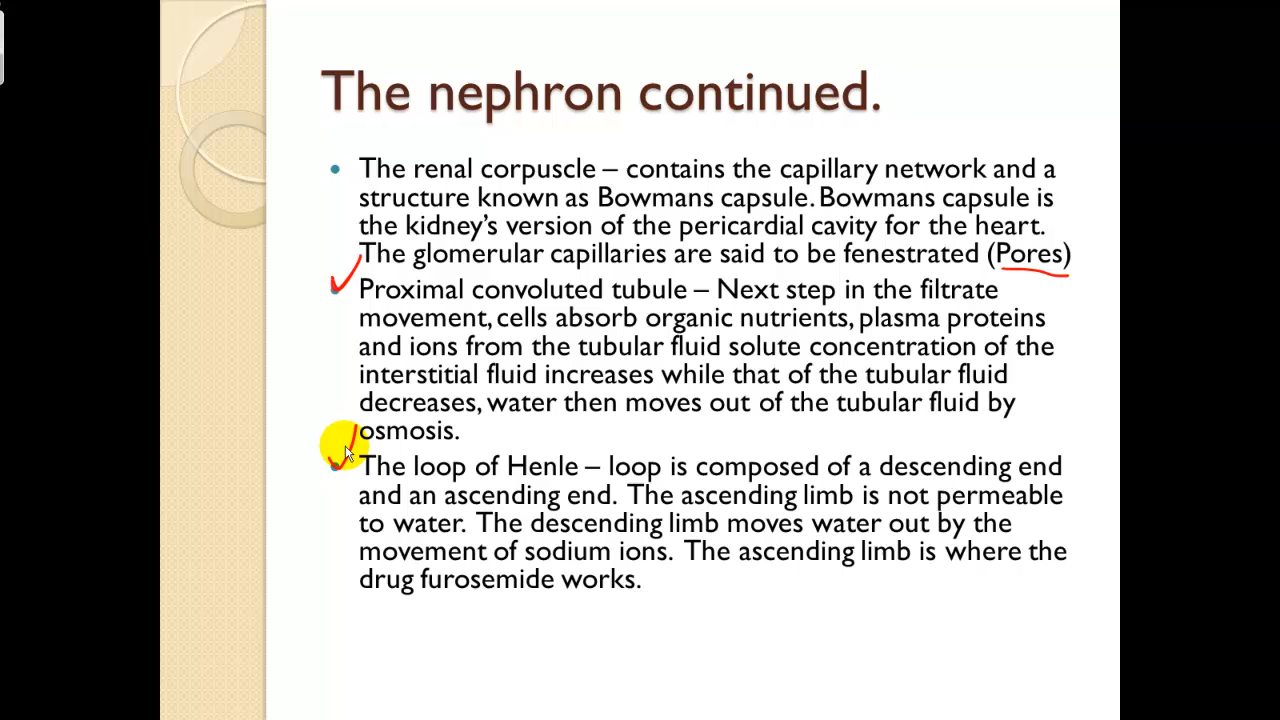 The nephron continued.
The renal corpuscle – contains the capillary network and a
structure known as Bowmans capsule. Bowmans capsule is
the kidney's version of the pericardial cavity for the heart.
The glomerular capillaries are said to be fenestrated (Pores)
Proximal convoluted tubule – Next step in the filtrate
movement, cells absorb organic nutrients, plasma proteins
and ions from the tubular fluid solute concentration of the
interstitial fluid increases while that of the tubular fluid
decreases, water then moves out of the tubular fluid by
osmosis.
The loop of Henle – loop is composed of a descending end
and an ascending end. The ascending limb is not permeable
to water. The descending limb moves water out by the
movement of sodium ions. The ascending limb is where the
drug furosemide works.